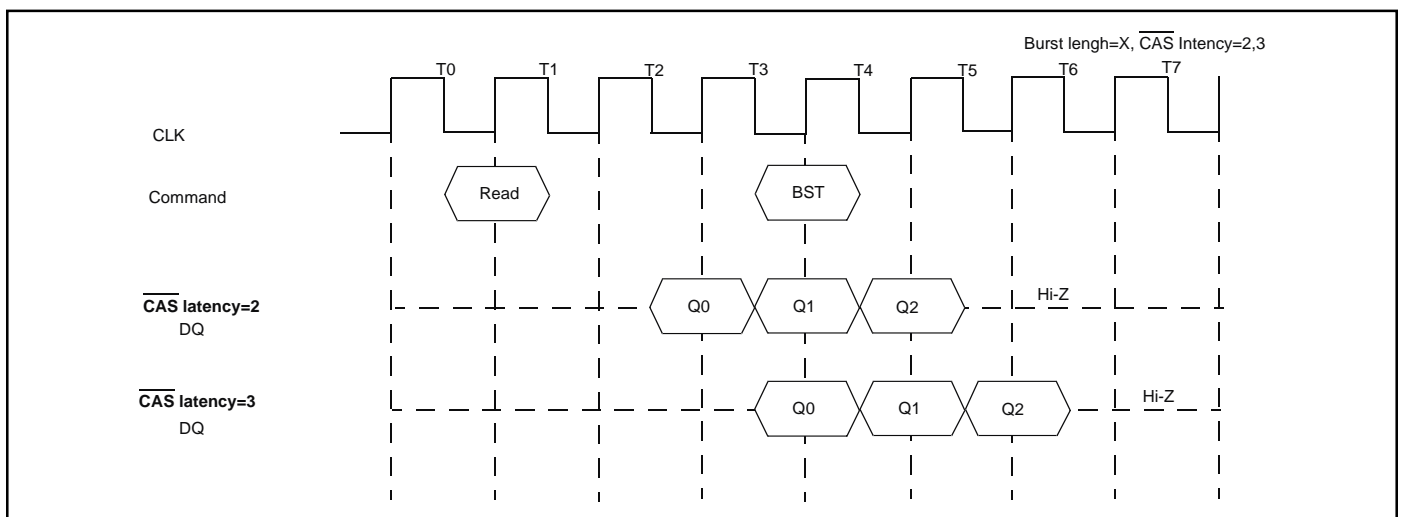 Burst lengh=X, CAS Intency=2,3
T0 T1 T2 T3 T4 T5 T6 T7
CLK
Command Read BST
CAS latency=2
DQ
Q0 Q1 Q2 Hi-Z
CAS latency=3
DQ
Q0 Q1 Q2 Hi-Z